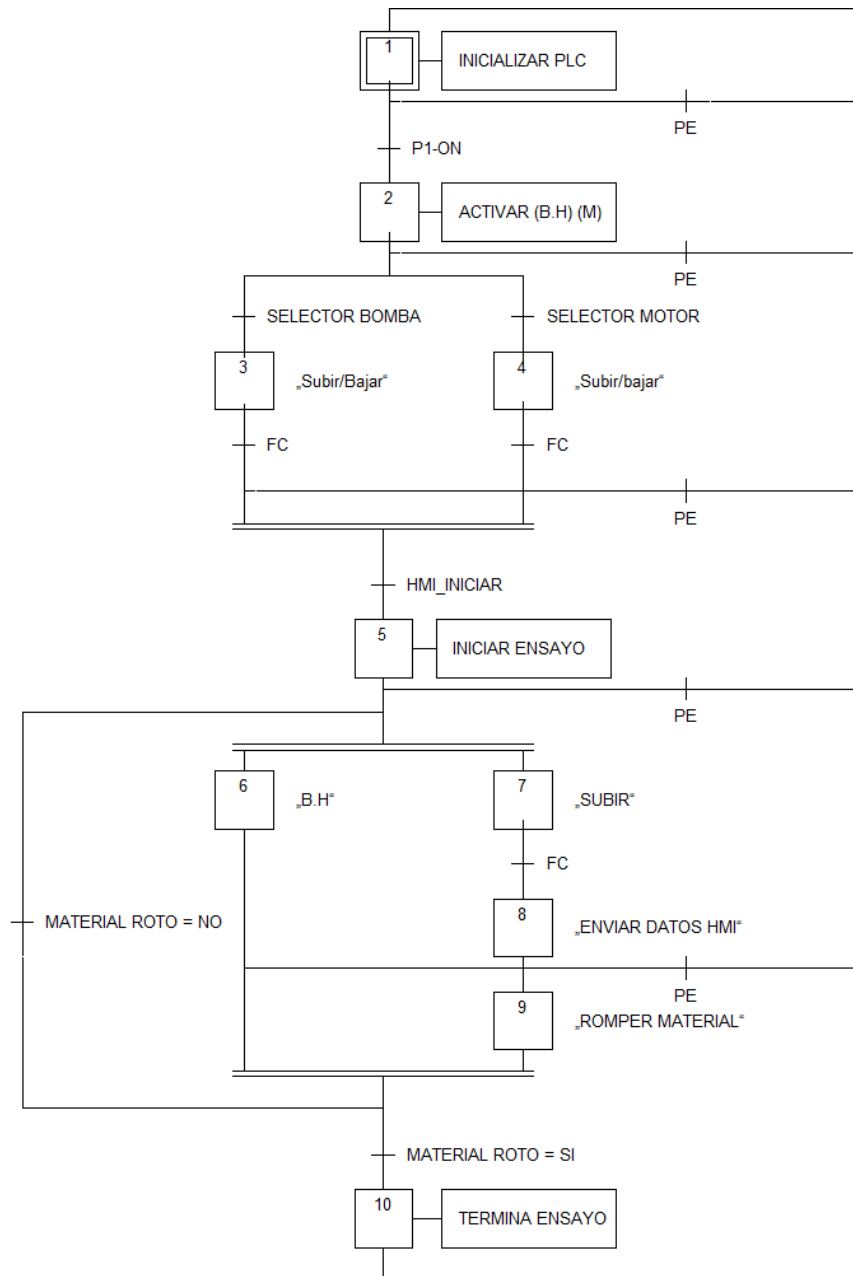 1
INICIALIZAR PLC
PE
P1-ON
2
ACTIVAR (B.H) (M)
PE
SELECTOR BOMBA
SELECTOR MOTOR
3
„Subir/Bajar“
4
„Subir/bajar“
FC
FC
PE
HMI_INICIAR
5
INICIAR ENSAYO
PE
6
„B.H“
7
„SUBIR“
FC
MATERIAL ROTO = NO
8
„ENVIAR DATOS HMI“
PE
9
„ROMPER MATERIAL“
MATERIAL ROTO = SI
10
TERMINA ENSAYO